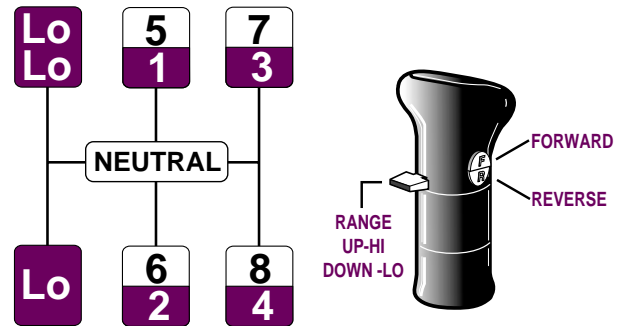 Lo
Lo
5
1
7
3
NEUTRAL
Lo
6
2
8
4
F
R
FORWARD
REVERSE
RANGE
UP-HI
DOWN -LO